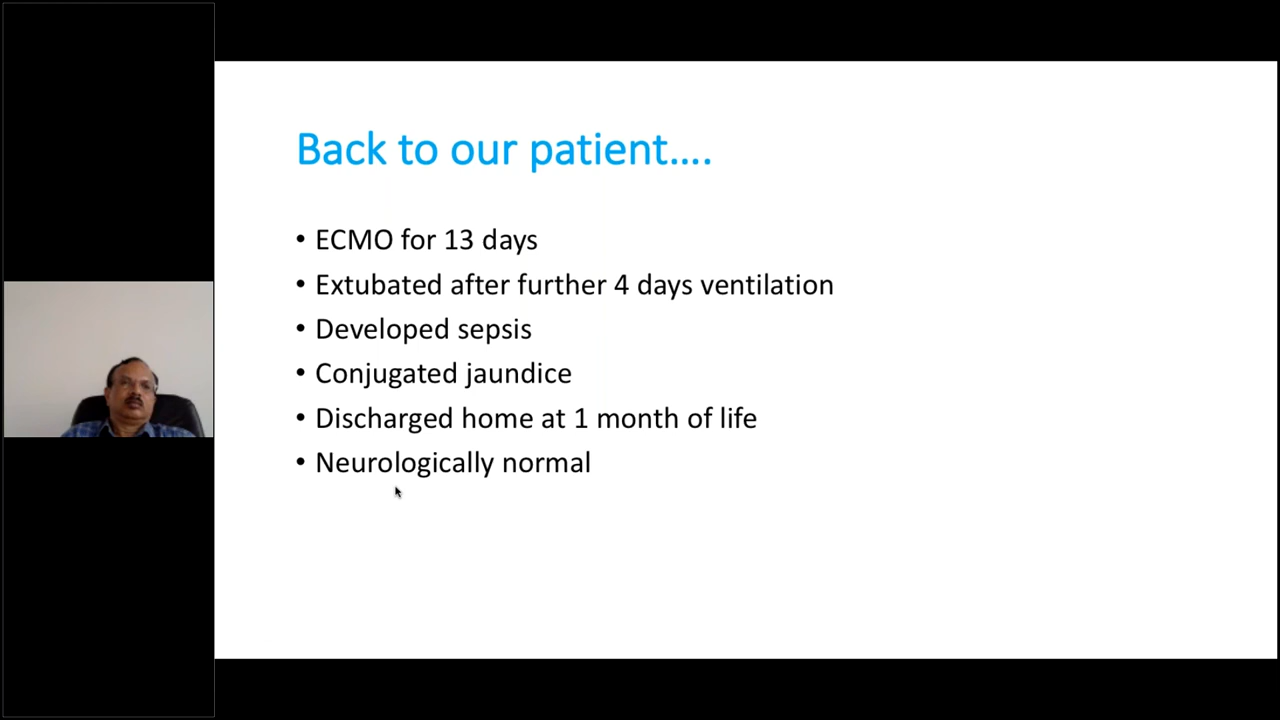 Back to our patient....
• ECMO for 13 days
• Extubated after further 4 days ventilation
• Developed sepsis
• Conjugated jaundice
• Discharged home at 1 month of life
• Neurologically normal